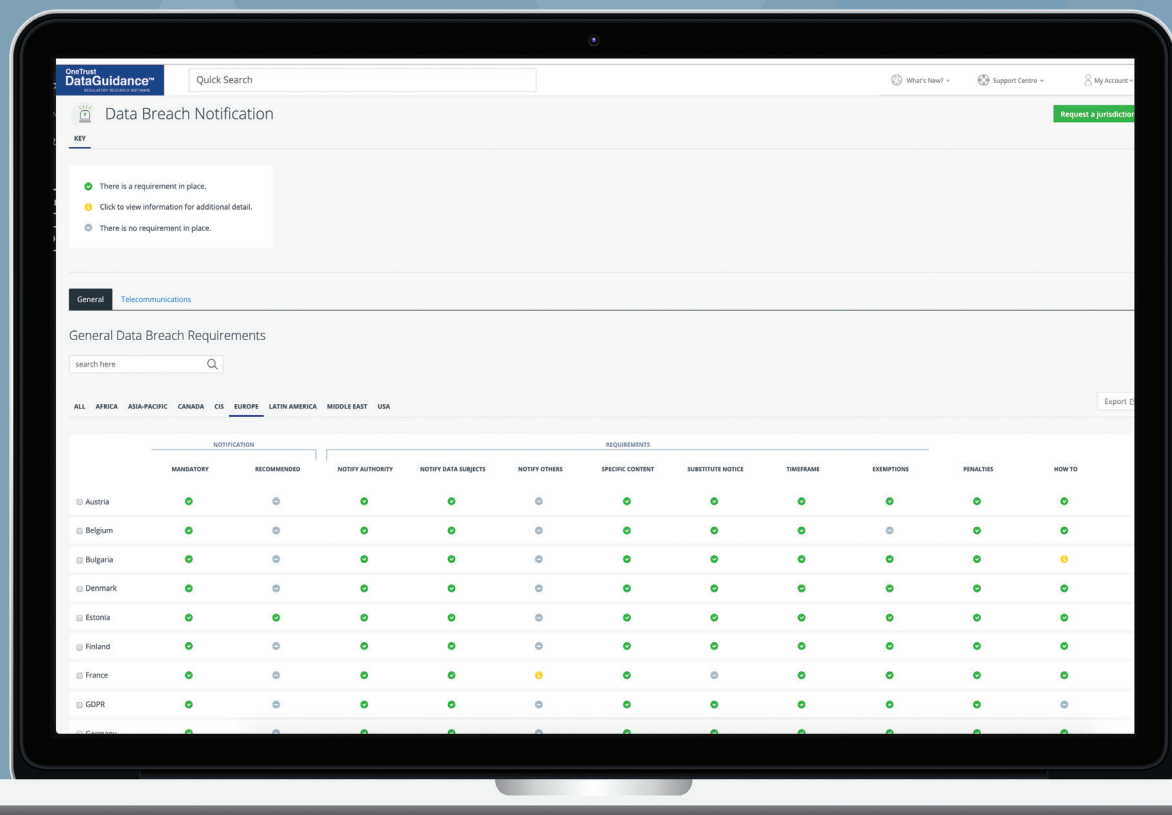 OneTrust
DataGuidance™
REGULATORY RESEARCH SOFTWARE
Quick Search
What's New?
Support Centre
My Account
Data Breach Notification
Request a jurisdiction
KEY
There is a requirement in place.
Click to view information for additional detail.
There is no requirement in place.
General Telecommunications
General Data Breach Requirements
search here
ALL AFRICA ASIA-PACIFIC CANADA CIS EUROPE LATIN AMERICA MIDDLE EAST USA
Export
NOTIFICATION REQUIREMENTS
MANDATORY RECOMMENDED NOTIFY AUTHORITY NOTIFY DATA SUBJECTS NOTIFY OTHERS SPECIFIC CONTENT SUBSTITUTE NOTICE TIMEFRAME EXEMPTIONS PENALTIES HOW TO
Austria
Belgium
Bulgaria
Denmark
Estonia
Finland
France
GDPR
Germany